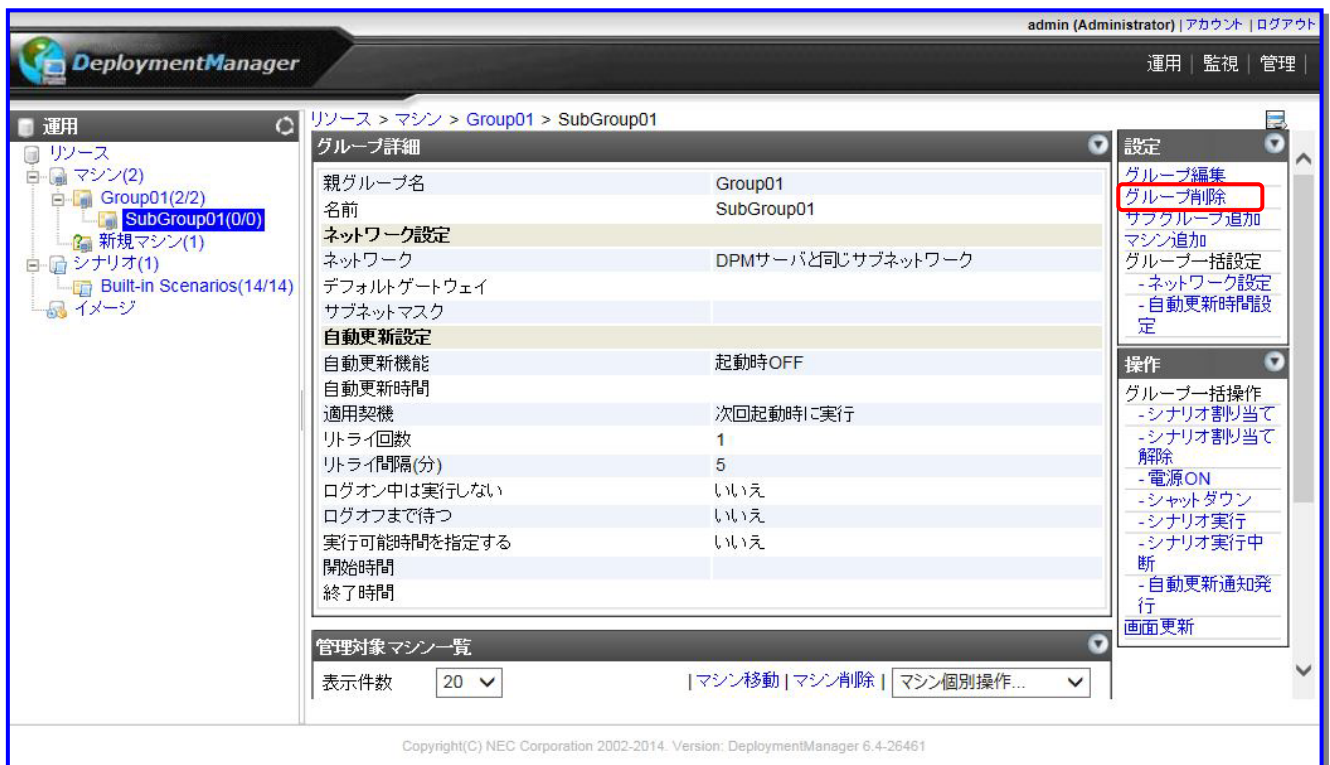 admin (Administrator) | アカウント | ログアウト
DeploymentManager
運用 | 監視 | 管理 |
運用
リソース
マシン(2)
Group01(2/2)
SubGroup01(0/0)
新規マシン(1)
シナリオ(1)
Built-in Scenarios(14/14)
イメージ
リソース > マシン > Group01 > SubGroup01
グループ詳細
親グループ名 Group01
名前 SubGroup01
ネットワーク設定
ネットワーク DPMサーバと同じサブネットワーク
デフォルトゲートウェイ
サブネットマスク
自動更新設定
自動更新機能 起動時OFF
自動更新時間
適用契機 次回起動時に実行
リトライ回数 1
リトライ間隔(分) 5
ログオン中は実行しない いいえ
ログオフまで待つ いいえ
実行可能時間を指定する いいえ
開始時間
終了時間
管理対象マシン一覧
表示件数 20 | マシン移動 | マシン削除 | マシン個別操作...
設定
グループ編集
グループ削除
サブグループ追加
マシン追加
グループ一括設定
-ネットワーク設定
-自動更新時間設
定
操作
グループ一括操作
-シナリオ割り当て
-シナリオ割り当て
解除
-電源ON
-シャットダウン
-シナリオ実行
-シナリオ実行中
断
-自動更新通知発
行
画面更新
Copyright(C) NEC Corporation 2002-2014. Version: DeploymentManager 6.4-26461